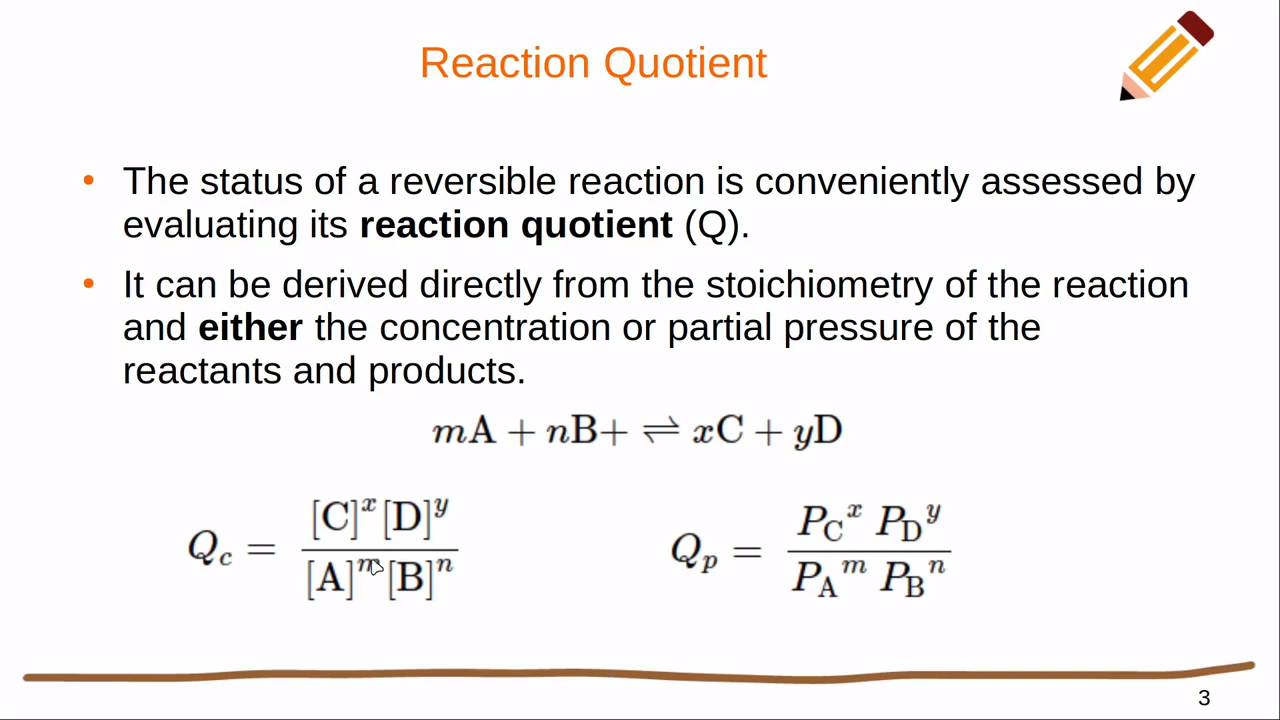 Reaction Quotient
• The status of a reversible reaction is conveniently assessed by
evaluating its reaction quotient (Q).
• It can be derived directly from the stoichiometry of the reaction
and either the concentration or partial pressure of the
reactants and products.
mA + nB+ ⇌ xC + yD
Q_c = [C]^x [D]^y / [A]^m [B]^n
Q_p = P_C^x P_D^y / P_A^m P_B^n
3